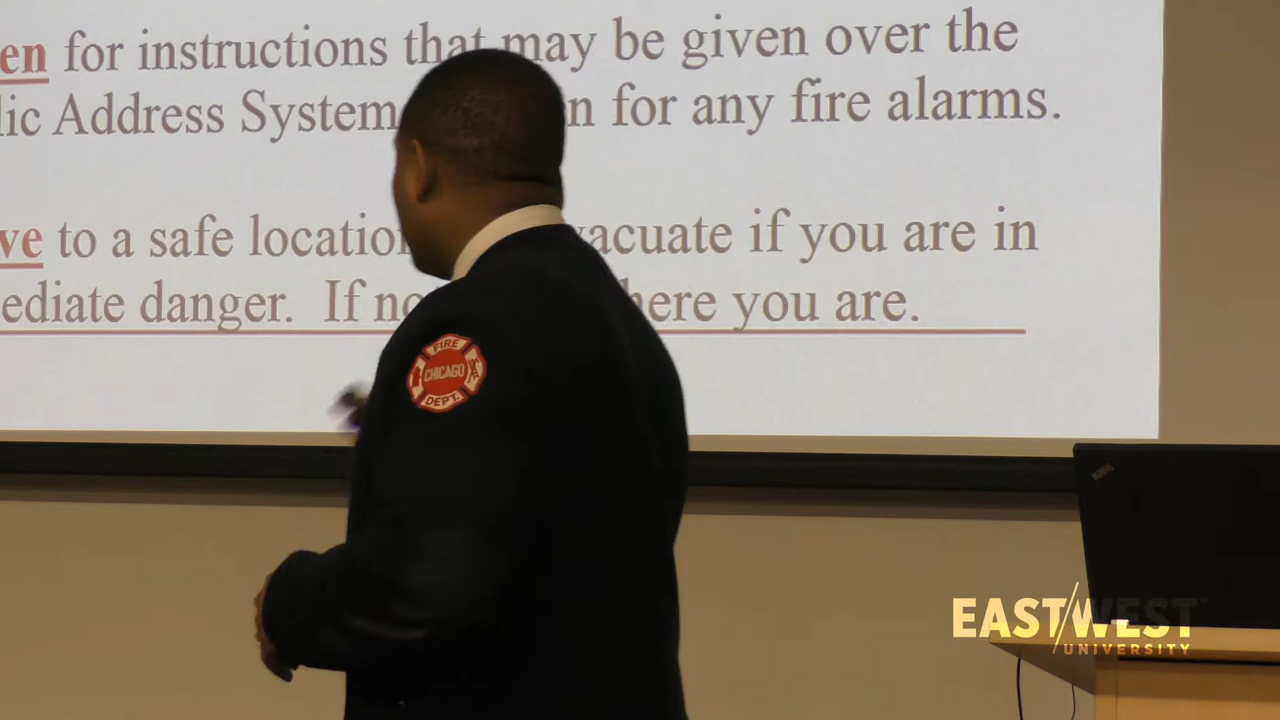 en for instructions that may be given over the
lic Address System n for any fire alarms.
ve to a safe location vacuate if you are in
ediate danger. If no here you are.
FIRE
CHICAGO
DEPT.
EAST/WEST
UNIVERSITY